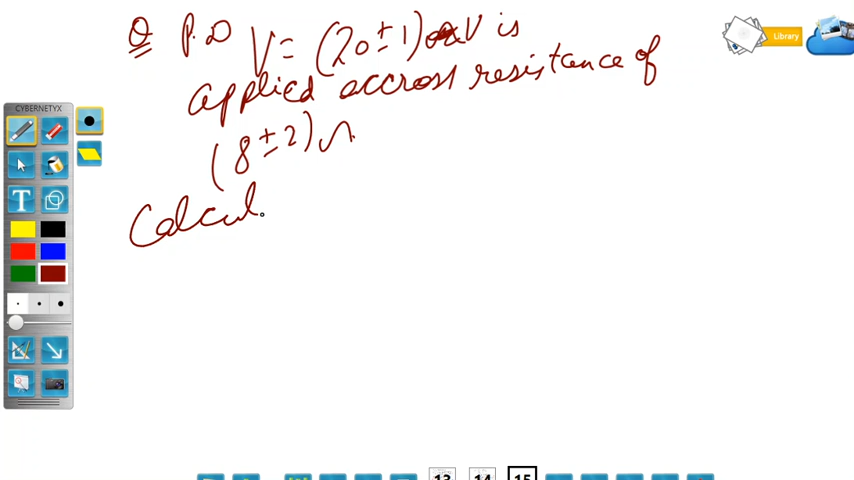 Q P.D V = (20 ± 1) V is
applied accross resistance of
(8 ± 2) Ω
Calcul
CYBERNETYX
Library
13 14 15